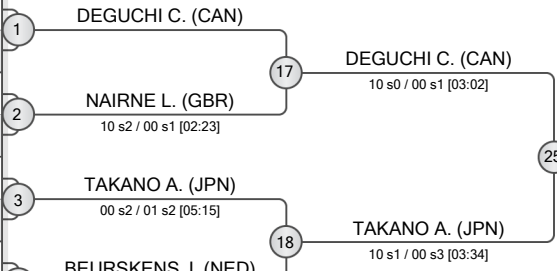 DEGUCHI C. (CAN)
1
17
DEGUCHI C. (CAN)
10 s0 / 00 s1 [03:02]
NAIRNE L. (GBR)
2
10 s2 / 00 s1 [02:23]
25
TAKANO A. (JPN)
3
00 s2 / 01 s2 [05:15]
18
TAKANO A. (JPN)
10 s1 / 00 s3 [03:34]
BEURSKENS J. (NED)